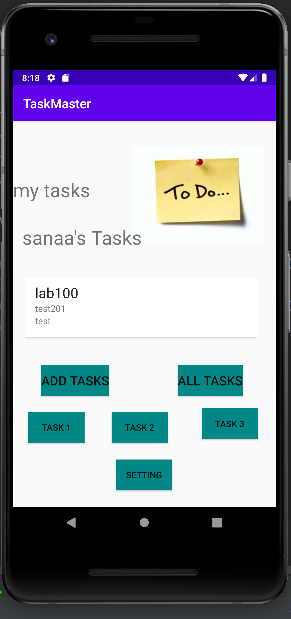 8:18
TaskMaster
To Do...
my tasks
sanaa's Tasks
lab100
test201
test
ADD TASKS
ALL TASKS
TASK 1
TASK 2
TASK 3
SETTING